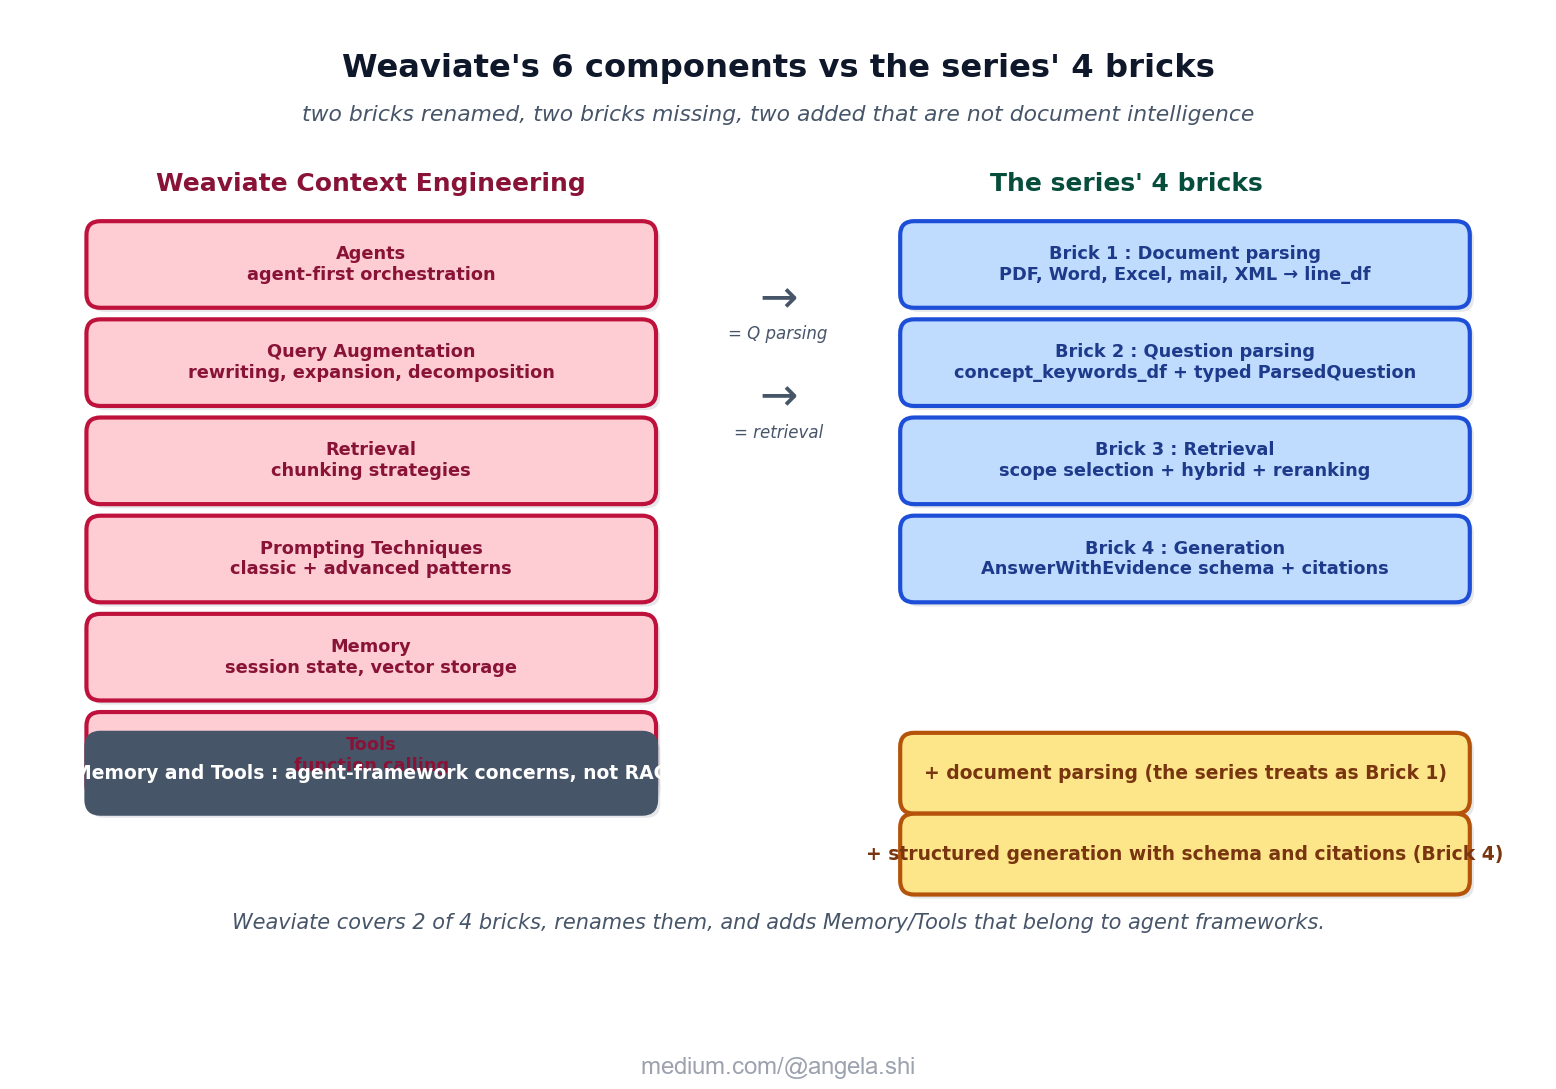 Weaviate's 6 components vs the series' 4 bricks
two bricks renamed, two bricks missing, two added that are not document intelligence
Weaviate Context Engineering
Agents
agent-first orchestration
Query Augmentation
rewriting, expansion, decomposition
Retrieval
chunking strategies
Prompting Techniques
classic + advanced patterns
Memory
session state, vector storage
Tools
function calling
Memory and Tools : agent-framework concerns, not RAG
→
= Q parsing
→
= retrieval
The series' 4 bricks
Brick 1 : Document parsing
PDF, Word, Excel, mail, XML → line_df
Brick 2 : Question parsing
concept_keywords_df + typed ParsedQuestion
Brick 3 : Retrieval
scope selection + hybrid + reranking
Brick 4 : Generation
AnswerWithEvidence schema + citations
+ document parsing (the series treats as Brick 1)
+ structured generation with schema and citations (Brick 4)
Weaviate covers 2 of 4 bricks, renames them, and adds Memory/Tools that belong to agent frameworks.
medium.com/@angela.shi